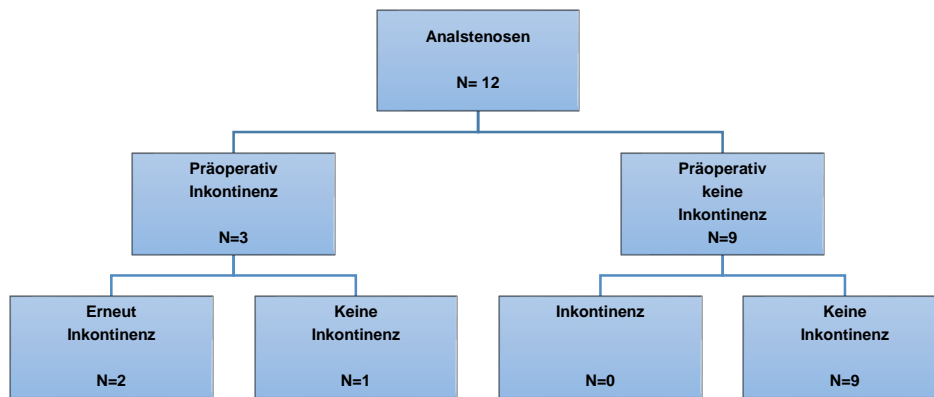 Analstenosen
N= 12
Präoperativ
Inkontinenz
N=3
Präoperativ
keine
Inkontinenz
N=9
Erneut
Inkontinenz
N=2
Keine
Inkontinenz
N=1
Inkontinenz
N=0
Keine
Inkontinenz
N=9